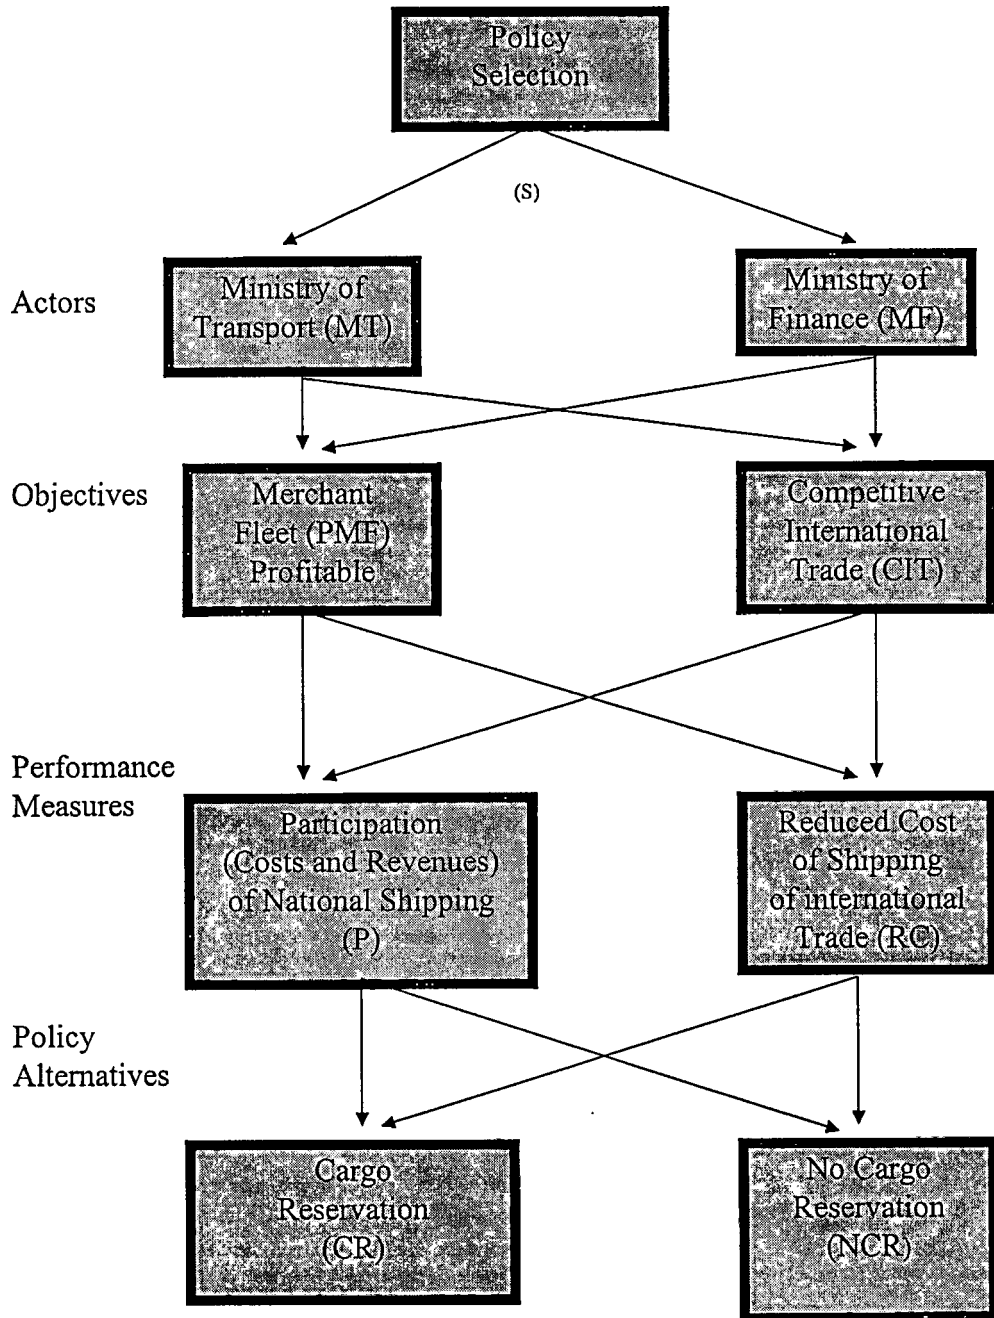 Policy
Selection
(S)
Actors
Ministry of
Transport (MT)
Ministry of
Finance (MF)
Objectives
Merchant
Fleet (PMF)
Profitable
Competitive
International
Trade (CIT)
Performance
Measures
Participation
(Costs and Revenues)
of National Shipping
(P)
Reduced Cost
of Shipping
of international
Trade (RC)
Policy
Alternatives
Cargo
Reservation
(CR)
No Cargo
Reservation
(NCR)